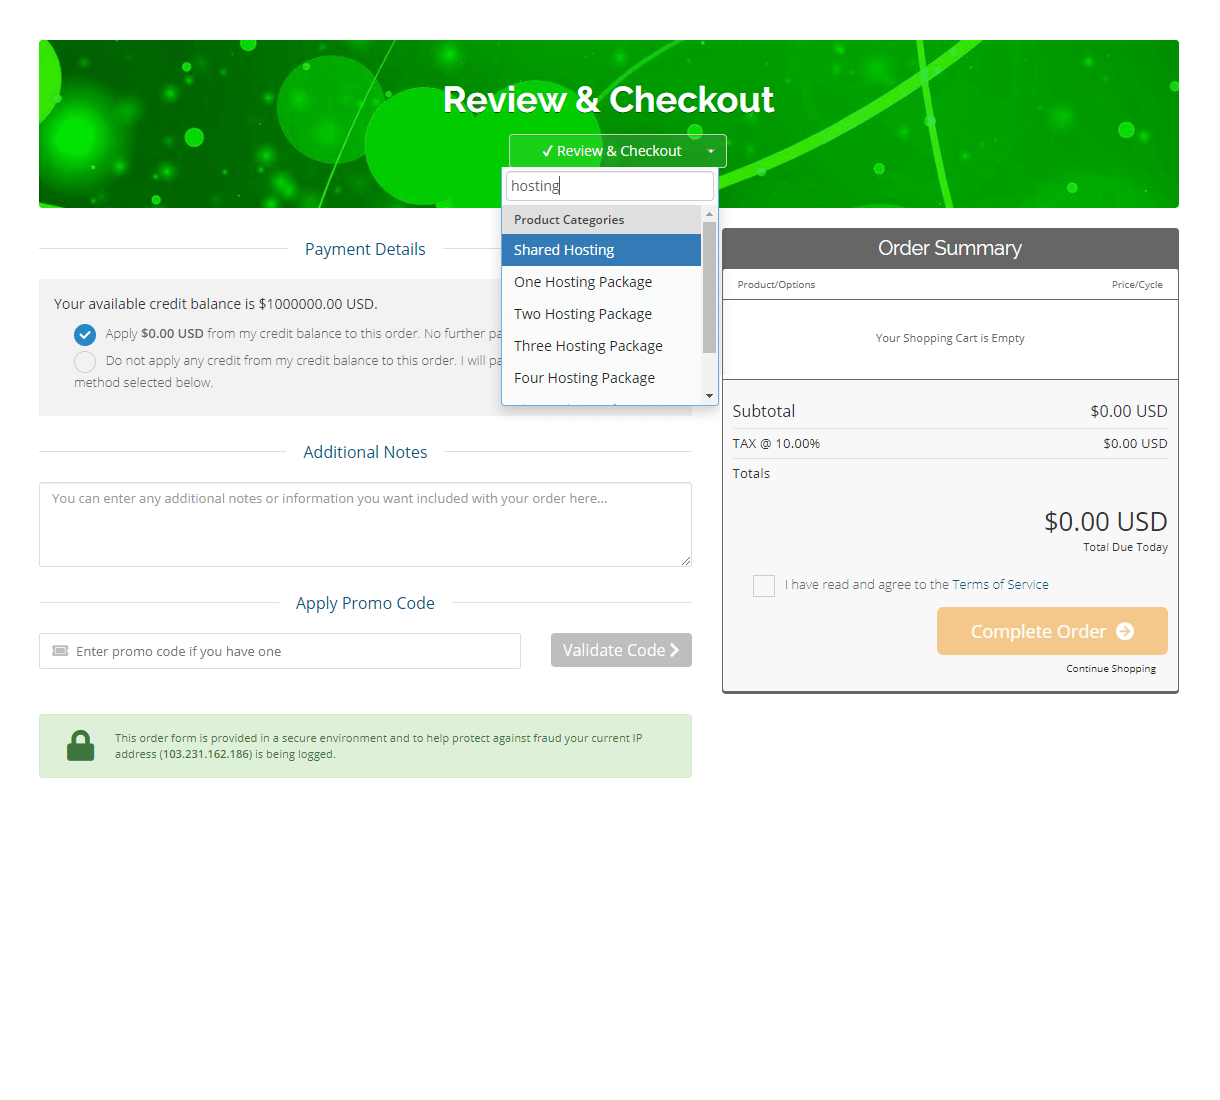 Review & Checkout
Review & Checkout
hosting
Product Categories
Shared Hosting
One Hosting Package
Two Hosting Package
Three Hosting Package
Four Hosting Package
Payment Details
Your available credit balance is $1000000.00 USD.
Apply $0.00 USD from my credit balance to this order. No further
Do not apply any credit from my credit balance to this order. I will
method selected below.
Additional Notes
You can enter any additional notes or information you want included with your order here...
Apply Promo Code
Enter promo code if you have one
Validate Code
This order form is provided in a secure environment and to help protect against fraud your current IP
address (103.231.162.186) is being logged.
Order Summary
Product/Options Price/Cycle
Your Shopping Cart is Empty
Subtotal $0.00 USD
TAX @ 10.00% $0.00 USD
Totals
$0.00 USD
Total Due Today
I have read and agree to the Terms of Service
Complete Order
Continue Shopping